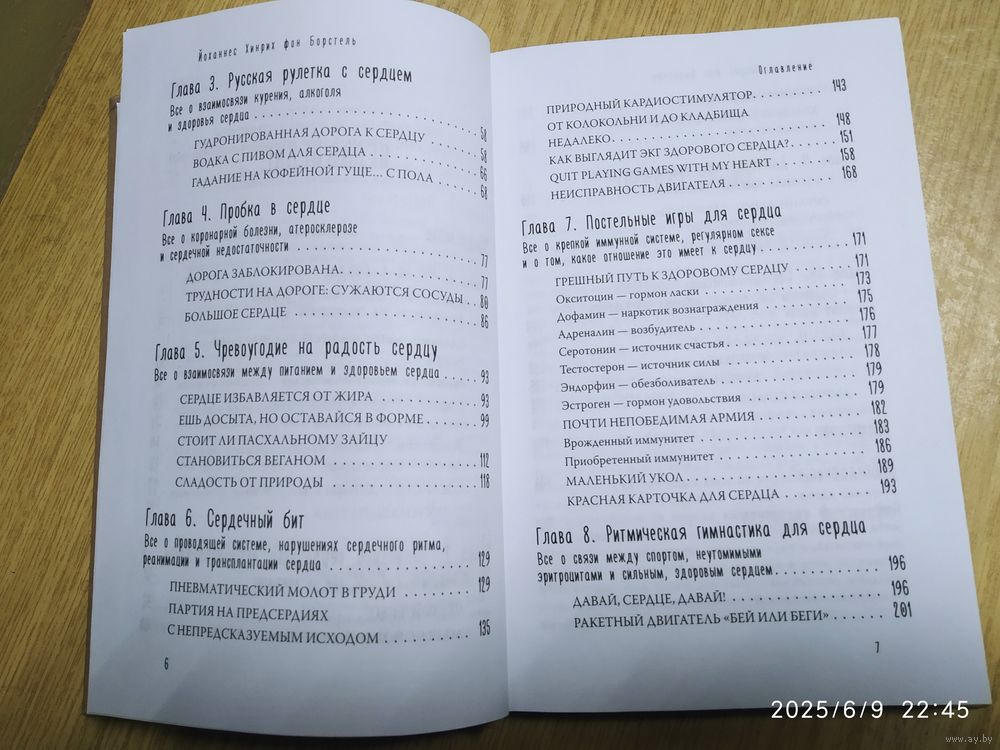 Йоханнес Хинрих фон Борстель
Глава 3. Русская рулетка с сердцем
Все о взаимосвязи курения, алкоголя
и здоровья сердца . . . . . . . . . . . . . . . . . . . . . . . . 58
ГУДРОНИРОВАННАЯ ДОРОГА К СЕРДЦУ . . . . . . 58
ВОДКА С ПИВОМ ДЛЯ СЕРДЦА . . . . . . . . . . . . . 66
ГАДАНИЕ НА КОФЕЙНОЙ ГУЩЕ... С ПОЛА . . . . . 68
Глава 4. Пробка в сердце
Все о коронарной болезни, атеросклерозе
и сердечной недостаточности . . . . . . . . . . . . . . . . 77
ДОРОГА ЗАБЛОКИРОВАНА. . . . . . . . . . . . . . . 77
ТРУДНОСТИ НА ДОРОГЕ: СУЖАЮТСЯ СОСУДЫ . . 80
БОЛЬШОЕ СЕРДЦЕ . . . . . . . . . . . . . . . . . . . 86
Глава 5. Чревоугодие на радость сердцу
Все о взаимосвязи между питанием и здоровьем сердца . . . . . 93
СЕРДЦЕ ИЗБАВЛЯЕТСЯ ОТ ЖИРА . . . . . . . . . . . 93
ЕШЬ ДОСЫТА, НО ОСТАВАЙСЯ В ФОРМЕ . . . . . . 99
СТОИТ ЛИ ПАСХАЛЬНОМУ ЗАЙЦУ
СТАНОВИТЬСЯ ВЕГАНОМ . . . . . . . . . . . . . . . 112
СЛАДОСТЬ ОТ ПРИРОДЫ . . . . . . . . . . . . . . . 118
Глава 6. Сердечный бит
Все о проводящей системе, нарушениях сердечного ритма,
реанимации и трансплантации сердца . . . . . . . . . . . . 129
ПНЕВМАТИЧЕСКИЙ МОЛОТ В ГРУДИ . . . . . . . . 129
ПАРТИЯ НА ПРЕДСЕРДИЯХ
С НЕПРЕДСКАЗУЕМЫМ ИСХОДОМ . . . . . . . . . 135
6
Оглавление
ПРИРОДНЫЙ КАРДИОСТИМУЛЯТОР. . . . . . . . . 143
ОТ КОЛОКОЛЬНИ И ДО КЛАДБИЩА
НЕДАЛЕКО. . . . . . . . . . . . . . . . . . . . . . . . . 148
КАК ВЫГЛЯДИТ ЭКГ ЗДОРОВОГО СЕРДЦА? . . . . . 151
QUIT PLAYING GAMES WITH MY HEART . . . . . . . 158
НЕИСПРАВНОСТЬ ДВИГАТЕЛЯ . . . . . . . . . . . . 168
Глава 7. Постельные игры для сердца
Все о крепкой иммунной системе, регулярном сексе
и о том, какое отношение это имеет к сердцу . . . . . . . . . 171
ГРЕШНЫЙ ПУТЬ К ЗДОРОВОМУ СЕРДЦУ . . . . . . 171
Окситоцин — гормон ласки . . . . . . . . . . . . . . . 173
Дофамин — наркотик вознаграждения . . . . . . . . 175
Адреналин — возбудитель . . . . . . . . . . . . . . . . 176
Серотонин — источник счастья . . . . . . . . . . . . . 177
Тестостерон — источник силы . . . . . . . . . . . . . 178
Эндорфин — обезболиватель . . . . . . . . . . . . . . 179
Эстроген — гормон удовольствия . . . . . . . . . . . 179
ПОЧТИ НЕПОБЕДИМАЯ АРМИЯ . . . . . . . . . . . 182
Врожденный иммунитет . . . . . . . . . . . . . . . . . 183
Приобретенный иммунитет . . . . . . . . . . . . . . . 186
МАЛЕНЬКИЙ УКОЛ . . . . . . . . . . . . . . . . . . . 189
КРАСНАЯ КАРТОЧКА ДЛЯ СЕРДЦА . . . . . . . . . . 193
Глава 8. Ритмическая гимнастика для сердца
Все о связи между спортом, неутомимыми
эритроцитами и сильным, здоровым сердцем . . . . . . . . . . 196
ДАВАЙ, СЕРДЦЕ, ДАВАЙ! . . . . . . . . . . . . . . . 196
РАКЕТНЫЙ ДВИГАТЕЛЬ «БЕЙ ИЛИ БЕГИ» . . . . . . 201
7
2025/6/9 22:45
www.ay.by